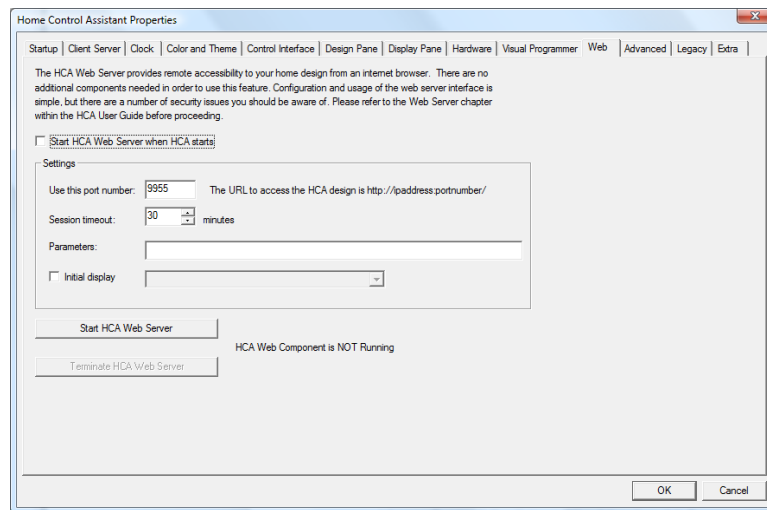 Home Control Assistant Properties
Startup Client Server Clock Color and Theme Control Interface Design Pane Display Pane Hardware Visual Programmer Web Advanced Legacy Extra
The HCA Web Server provides remote accessibility to your home design from an internet browser. There are no
additional components needed in order to use this feature. Configuration and usage of the web server interface is
simple, but there are a number of security issues you should be aware of. Please refer to the Web Server chapter
within the HCA User Guide before proceeding.
Start HCA Web Server when HCA starts
Settings
Use this port number: 9955 The URL to access the HCA design is http://ipaddress:portnumber/
Session timeout: 30 minutes
Parameters:
Initial display
Start HCA Web Server
HCA Web Component is NOT Running
Terminate HCA Web Server
OK Cancel